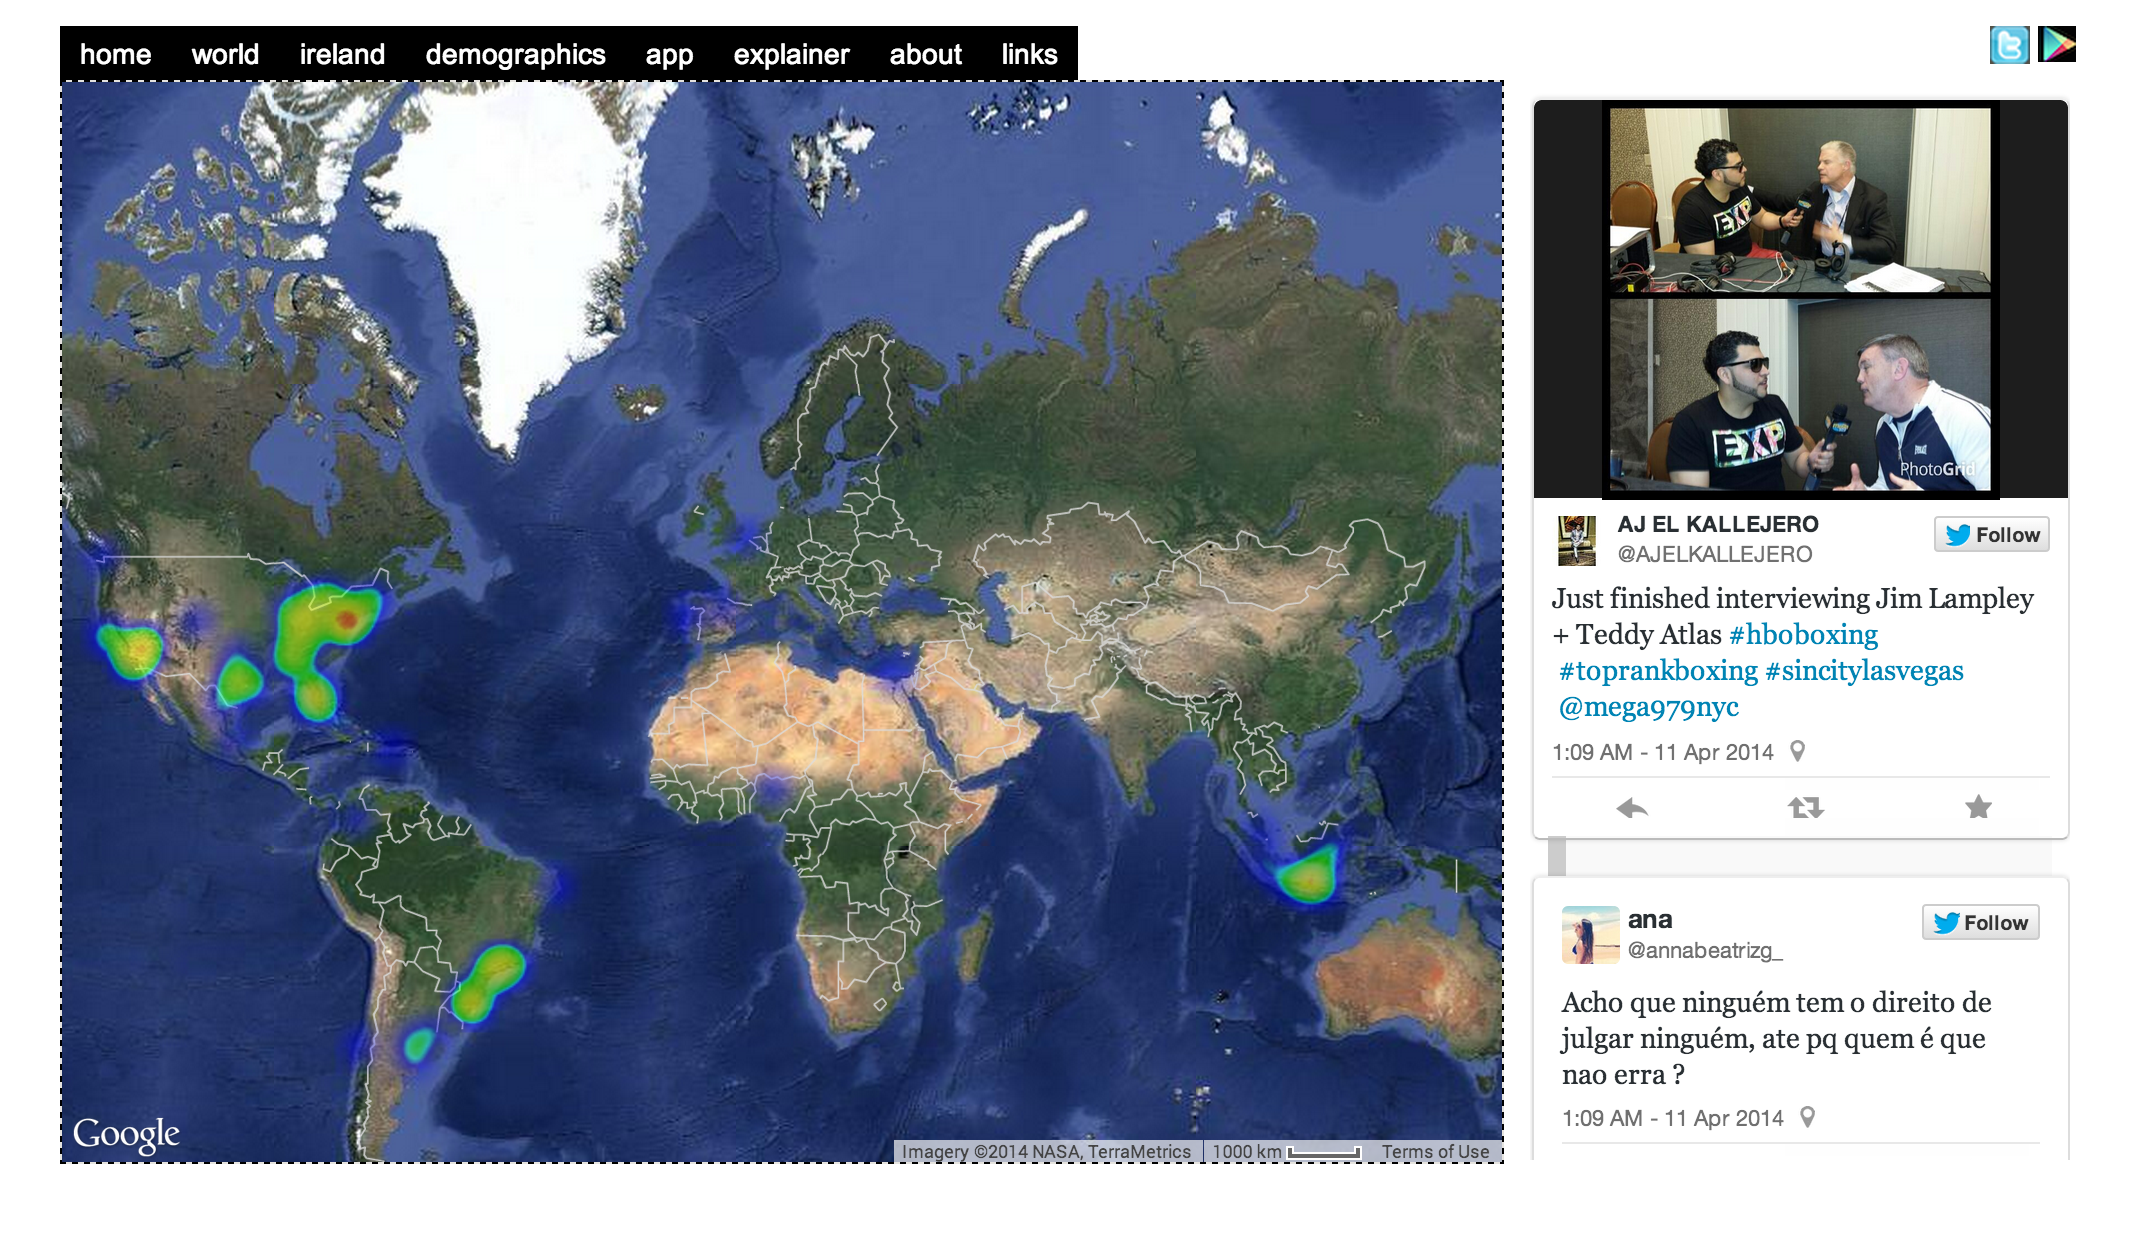 home world ireland demographics app explainer about links
EXP
EXP
PhotoGrid
AJ EL KALLEJERO
@AJELKALLEJERO
Follow
Just finished interviewing Jim Lampley
+ Teddy Atlas #hboboxing
#toprankboxing #sincitylasvegas
@mega979nyc
1:09 AM - 11 Apr 2014
ana
@annabeatrizg_
Follow
Acho que ninguém tem o direito de
julgar ninguém, ate pq quem é que
nao erra ?
1:09 AM - 11 Apr 2014
Google
Imagery ©2014 NASA, TerraMetrics 1000 km Terms of Use